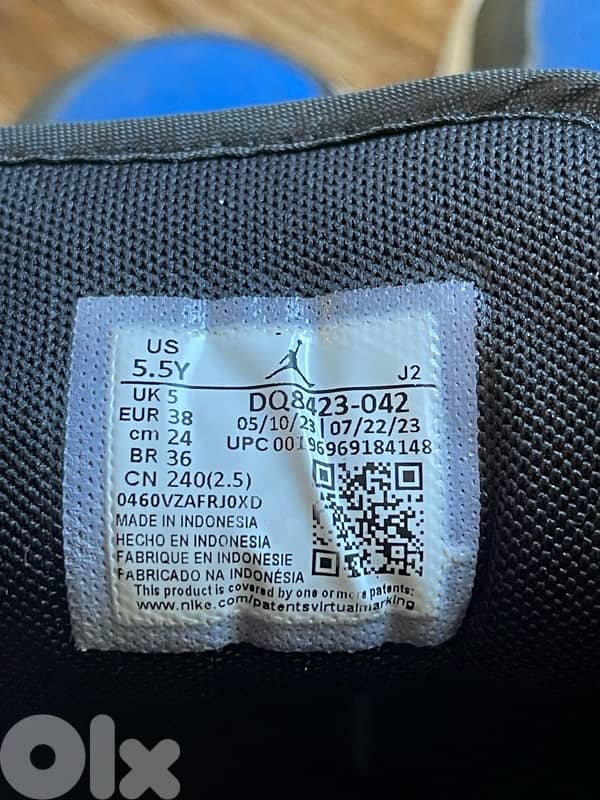 US
5.5Y
J2
UK 5
EUR 38
cm 24
BR 36
CN 240(2.5)
DQ8423-042
05/10/23 | 07/22/23
UPC 00196969184148
0460VZAFRJ0XD
MADE IN INDONESIA
HECHO EN INDONESIA
FABRIQUE EN INDONESIE
FABRICADO NA INDONÉSIA
This product is covered by one or more patents:
www.nike.com/patentsvirtualmarking
Olx